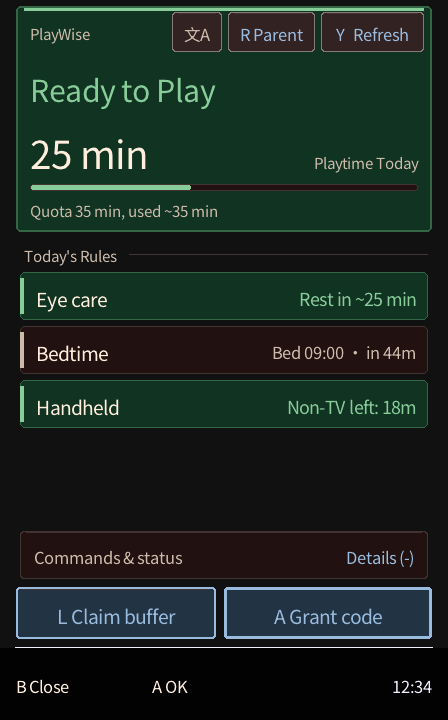 PlayWise
文A
R Parent
Y Refresh
Ready to Play
25 min
Playtime Today
Quota 35 min, used ~35 min
Today's Rules
Eye care
Rest in ~25 min
Bedtime
Bed 09:00 • in 44m
Handheld
Non-TV left: 18m
Commands & status
Details (-)
L Claim buffer
A Grant code
B Close
A OK
12:34